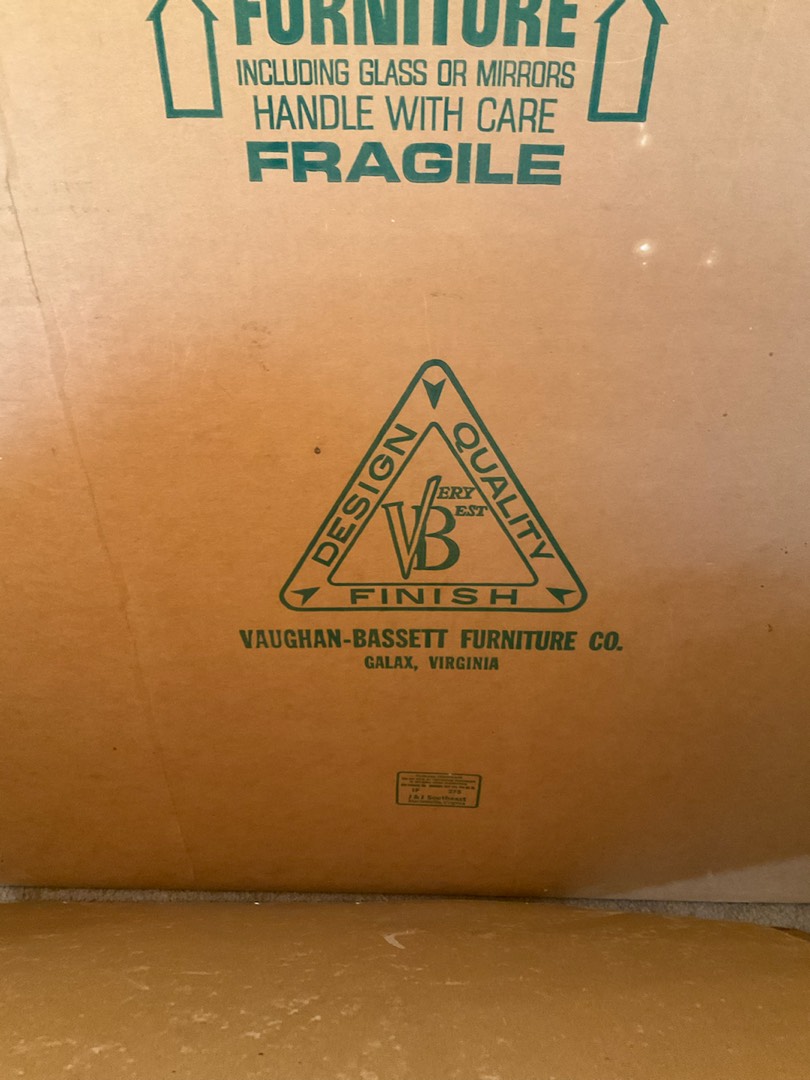 FURNITURE
INCLUDING GLASS OR MIRRORS
HANDLE WITH CARE
FRAGILE
DESIGN
QUALITY
VERY
BEST
FINISH
VAUGHAN-BASSETT FURNITURE CO.
GALAX, VIRGINIA